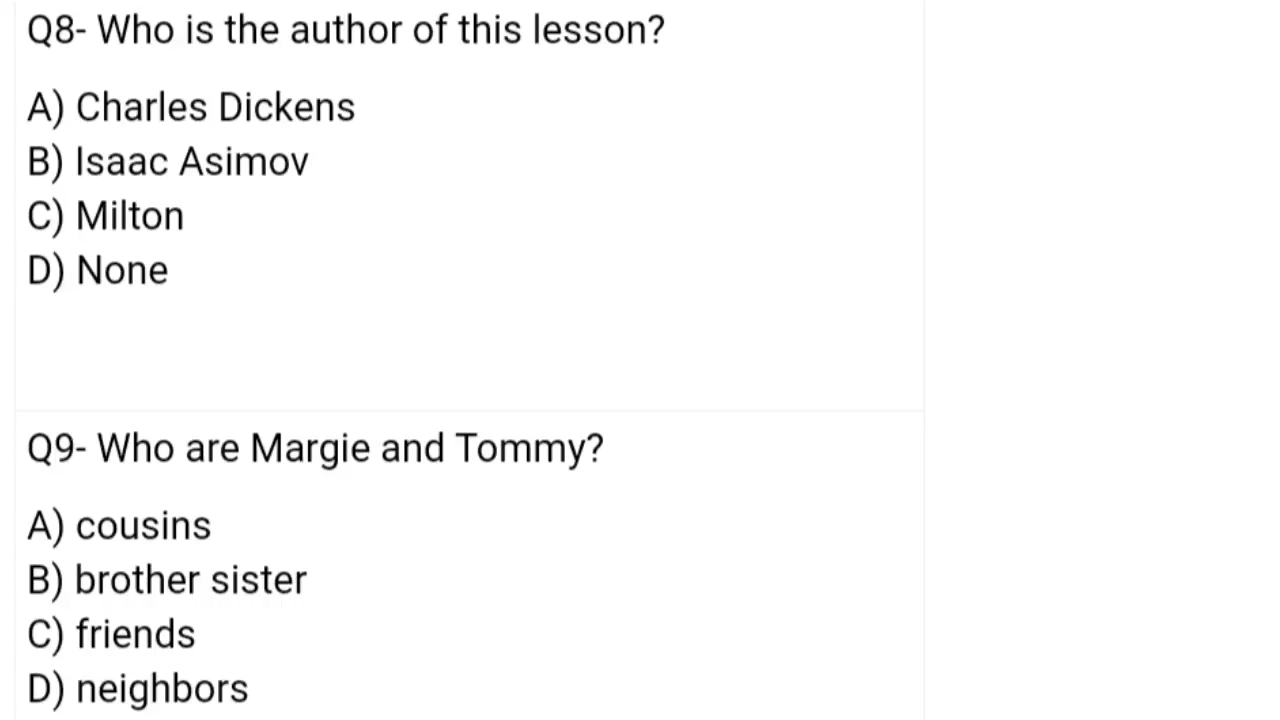 Q8- Who is the author of this lesson?
A) Charles Dickens
B) Isaac Asimov
C) Milton
D) None
Q9- Who are Margie and Tommy?
A) cousins
B) brother sister
C) friends
D) neighbors